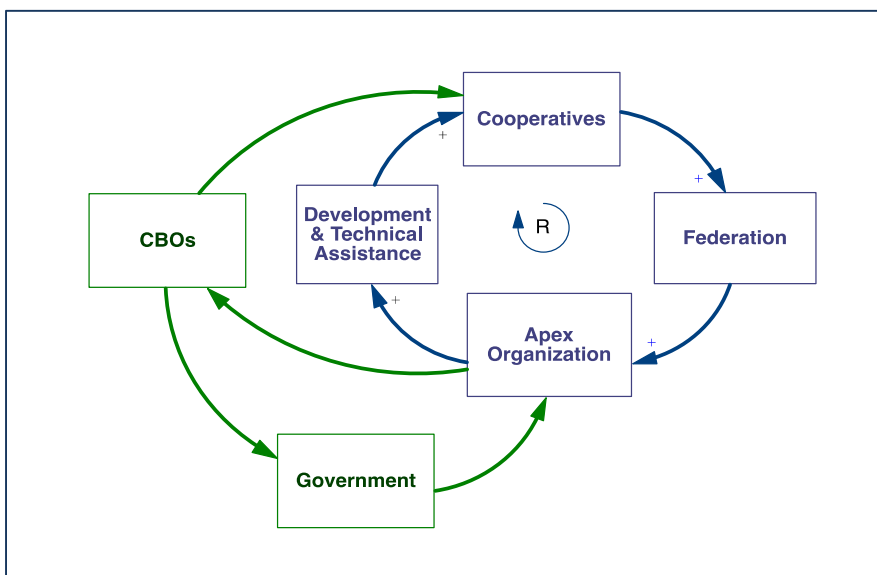 Cooperatives
+
+
Development
& Technical
Assistance
CBOs
R
Federation
+
Apex
Organization
+
Government